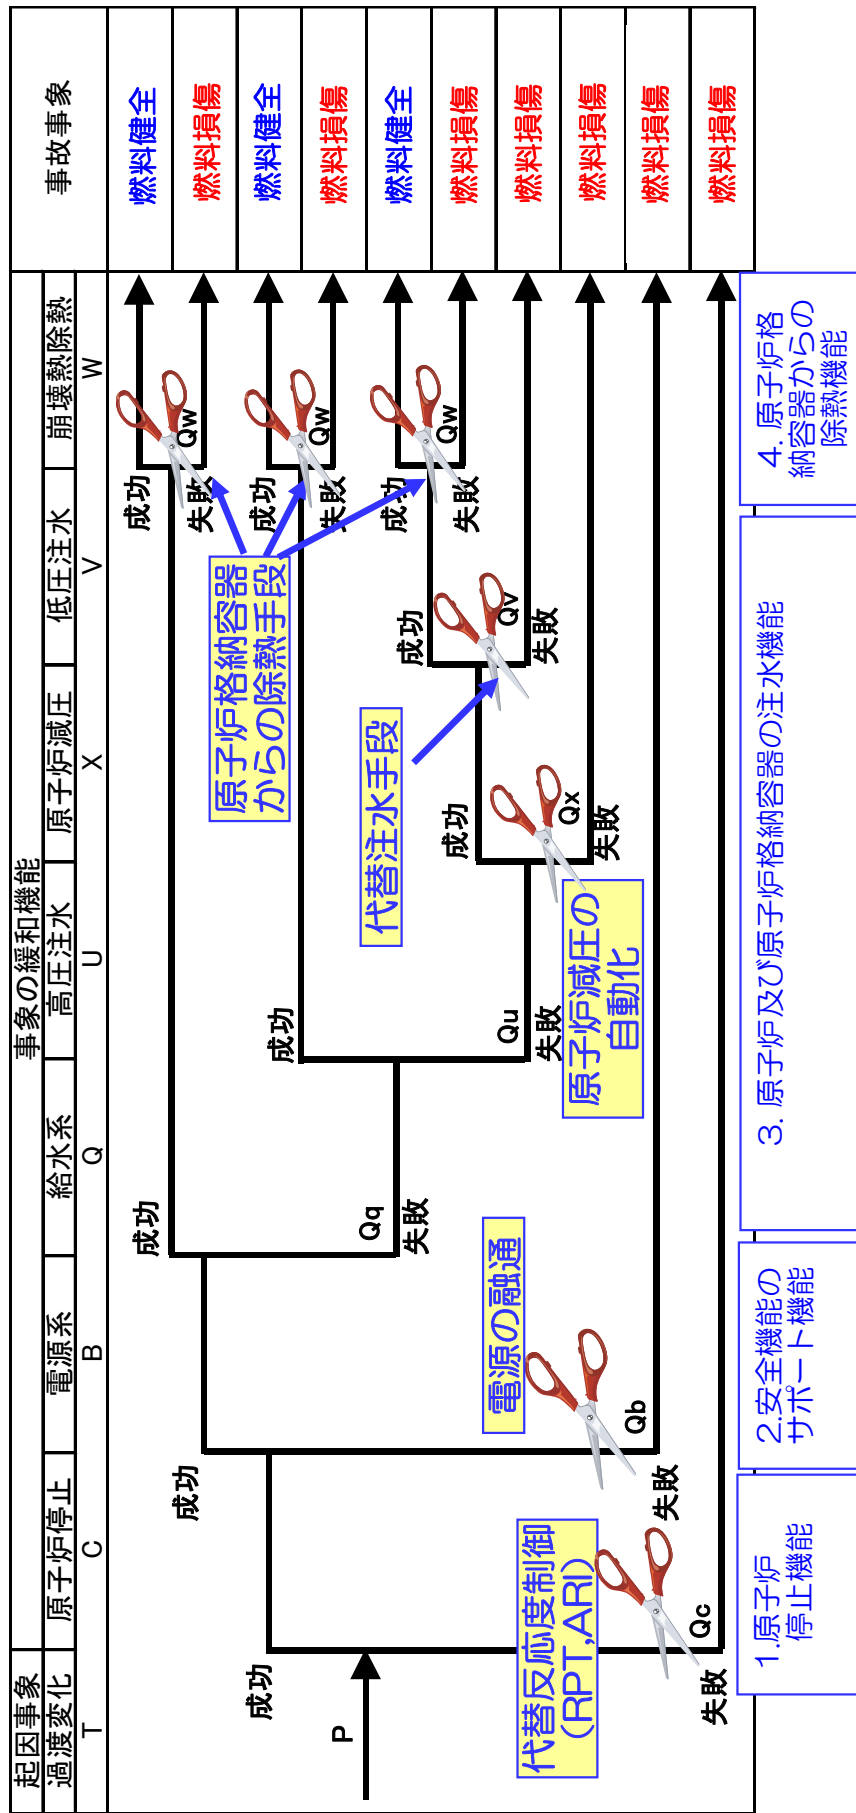 起因事象
事象の緩和機能
事故事象
過渡変化
原子炉停止
電源系
給水系
高圧注水
原子炉減圧
低圧注水
崩壊熱除熱
T
C
B
Q
U
X
V
W
燃料健全
燃料損傷
燃料健全
燃料損傷
燃料健全
燃料損傷
燃料損傷
燃料損傷
燃料損傷
燃料損傷
P
成功
失敗
Qc
成功
失敗
Qb
成功
失敗
Qq
成功
失敗
Qu
成功
失敗
Qx
成功
失敗
Qv
成功
失敗
Qw
成功
失敗
Qw
成功
失敗
Qw
代替反応度制御
(RPT,ARI)
電源の融通
原子炉減圧の
自動化
代替注水手段
原子炉格納容器
からの除熱手段
1.原子炉
停止機能
2.安全機能の
サポート機能
3. 原子炉及び原子炉格納容器の注水機能
4. 原子炉格
納容器からの
除熱機能